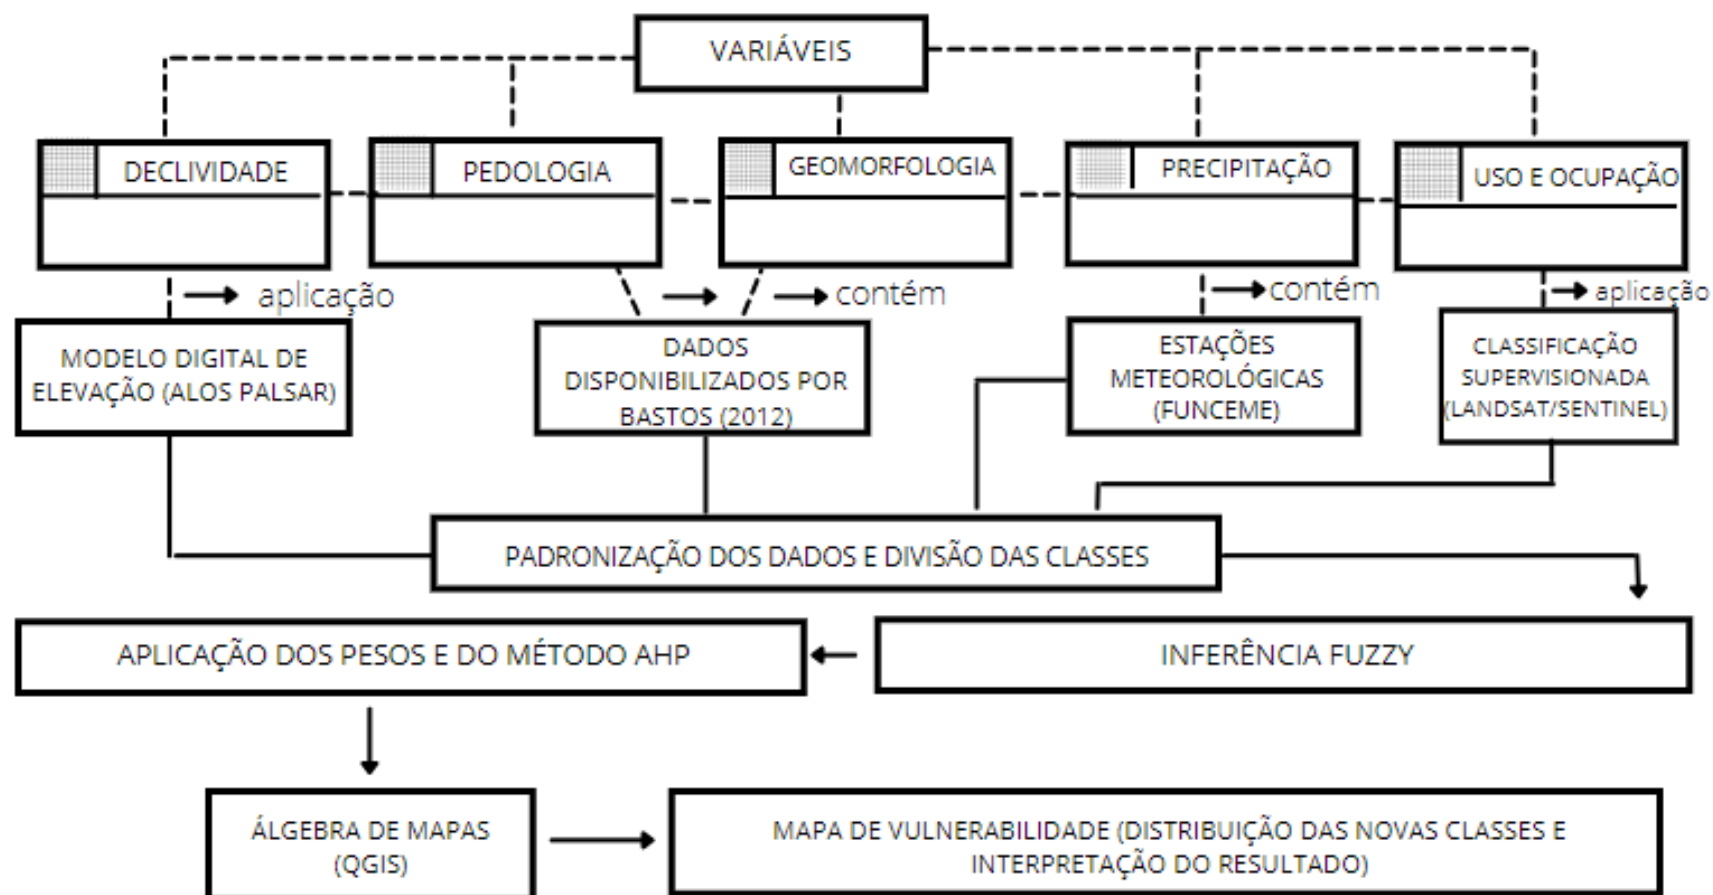 VARIÁVEIS
DECLIVIDADE
PEDOLOGIA
GEOMORFOLOGIA
PRECIPITAÇÃO
USO E OCUPAÇÃO
aplicação
contém
contém
aplicação
MODELO DIGITAL DE
ELEVAÇÃO (ALOS PALSAR)
DADOS
DISPONIBILIZADOS POR
BASTOS (2012)
ESTAÇÕES
METEOROLÓGICAS
(FUNCEME)
CLASSIFICAÇÃO
SUPERVISIONADA
(LANDSAT/SENTINEL)
PADRONIZAÇÃO DOS DADOS E DIVISÃO DAS CLASSES
APLICAÇÃO DOS PESOS E DO MÉTODO AHP
INFERÊNCIA FUZZY
ÁLGEBRA DE MAPAS
(QGIS)
MAPA DE VULNERABILIDADE (DISTRIBUIÇÃO DAS NOVAS CLASSES E
INTERPRETAÇÃO DO RESULTADO)